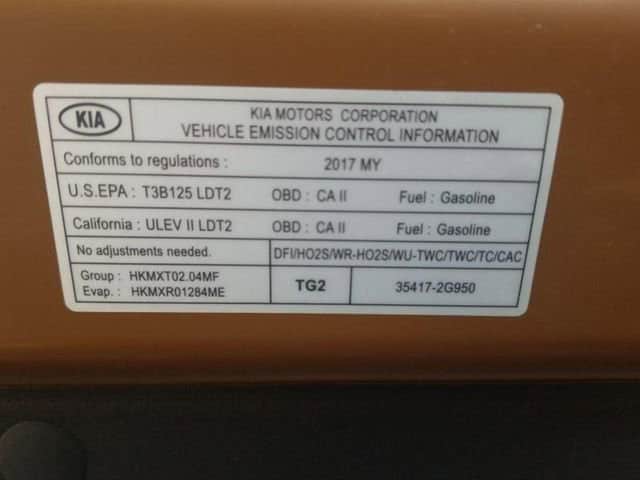 KIA
KIA MOTORS CORPORATION
VEHICLE EMISSION CONTROL INFORMATION
Conforms to regulations : 2017 MY
U.S.EPA : T3B125 LDT2 OBD : CA II Fuel : Gasoline
California : ULEV II LDT2 OBD : CA II Fuel : Gasoline
No adjustments needed. DFI/HO2S/WR-HO2S/WU-TWC/TWC/TC/CAC
Group : HKMXT02.04MF
Evap. : HKMXR01284ME
TG2 35417-2G950